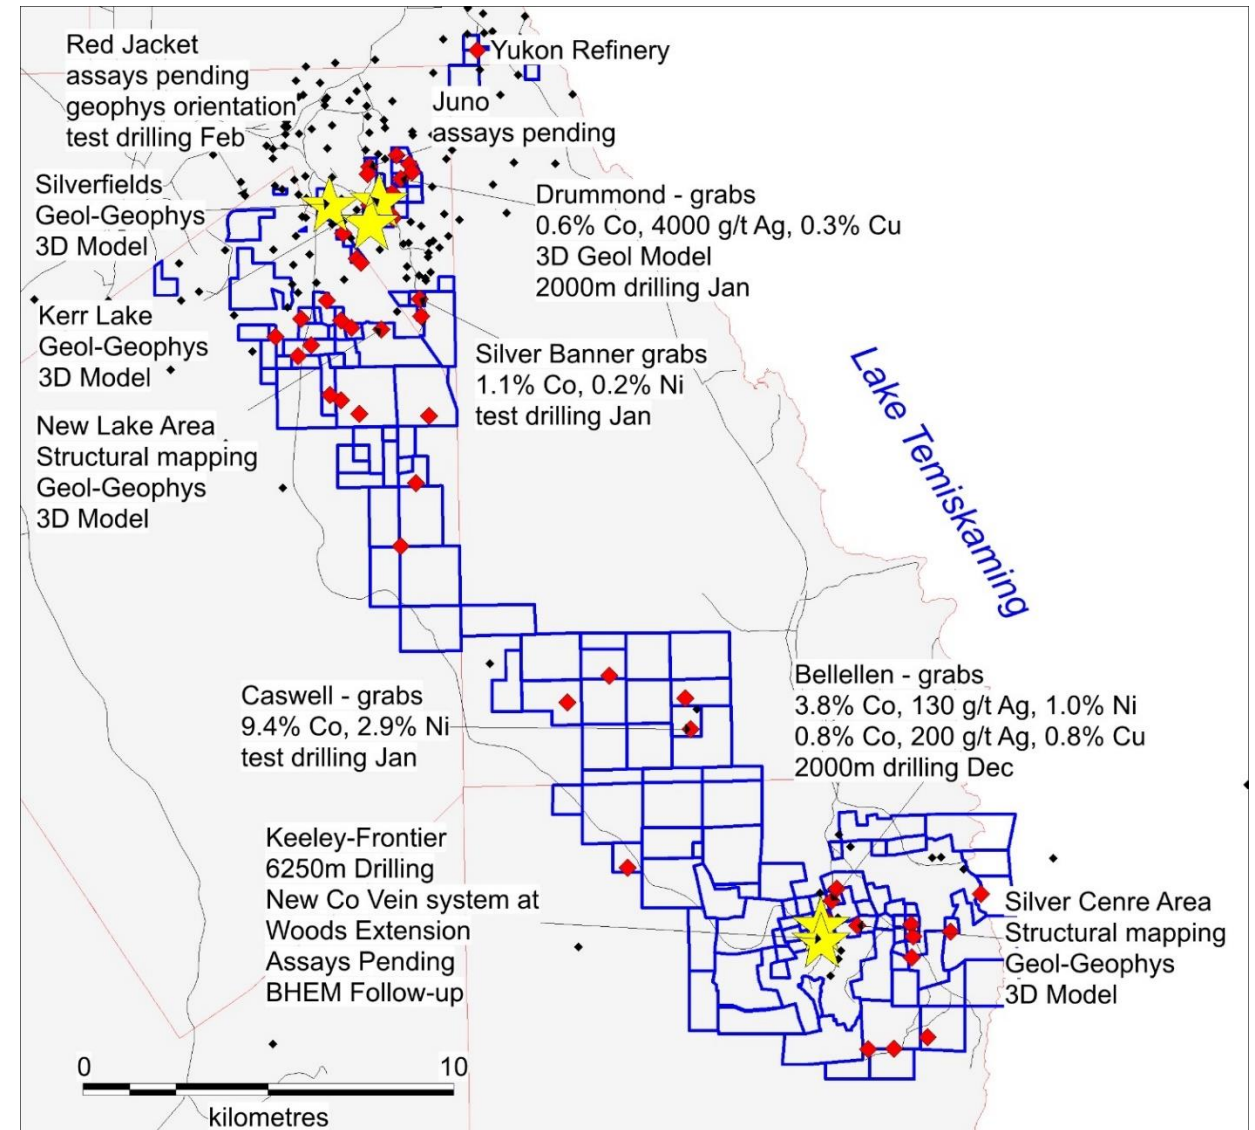 Red Jacket
assays pending
geophys orientation
test drilling Feb
Yukon Refinery
Juno
assays pending
Silverfields
Geol-Geophys
3D Model
Drummond - grabs
0.6% Co, 4000 g/t Ag, 0.3% Cu
3D Geol Model
2000m drilling Jan
Kerr Lake
Geol-Geophys
3D Model
Silver Banner grabs
1.1% Co, 0.2% Ni
test drilling Jan
New Lake Area
Structural mapping
Geol-Geophys
3D Model
Lake Temiskaming
Caswell - grabs
9.4% Co, 2.9% Ni
test drilling Jan
Bellellen - grabs
3.8% Co, 130 g/t Ag, 1.0% Ni
0.8% Co, 200 g/t Ag, 0.8% Cu
2000m drilling Dec
Keeley-Frontier
6250m Drilling
New Co Vein system at
Woods Extension
Assays Pending
BHEM Follow-up
Silver Cenre Area
Structural mapping
Geol-Geophys
3D Model
0 10
kilometres